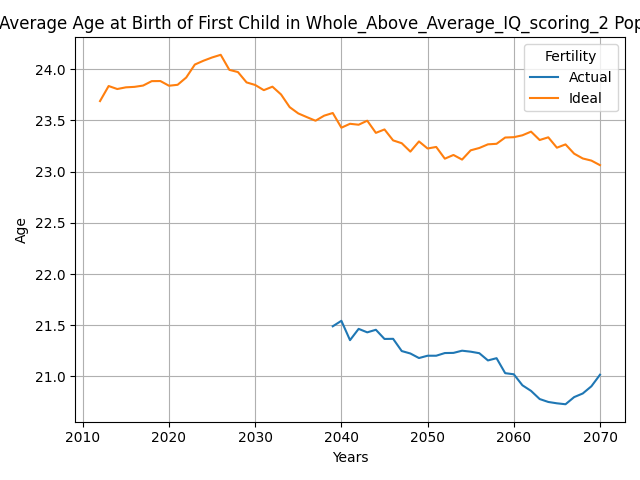 Average Age at Birth of First Child in Whole_Above_Average_IQ_scoring_2 Pop
Fertility
Actual
Ideal
24.0
23.5
23.0
22.5
22.0
21.5
21.0
Age
2010 2020 2030 2040 2050 2060 2070
Years